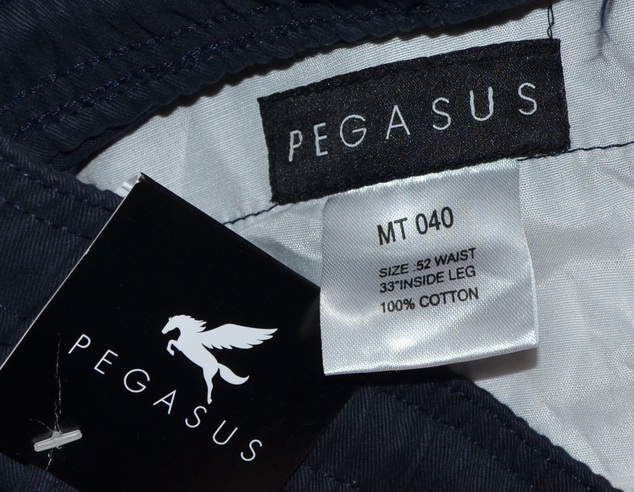 PEGASUS
MT 040
SIZE :52 WAIST
33"INSIDE LEG
100% COTTON
PEGASUS